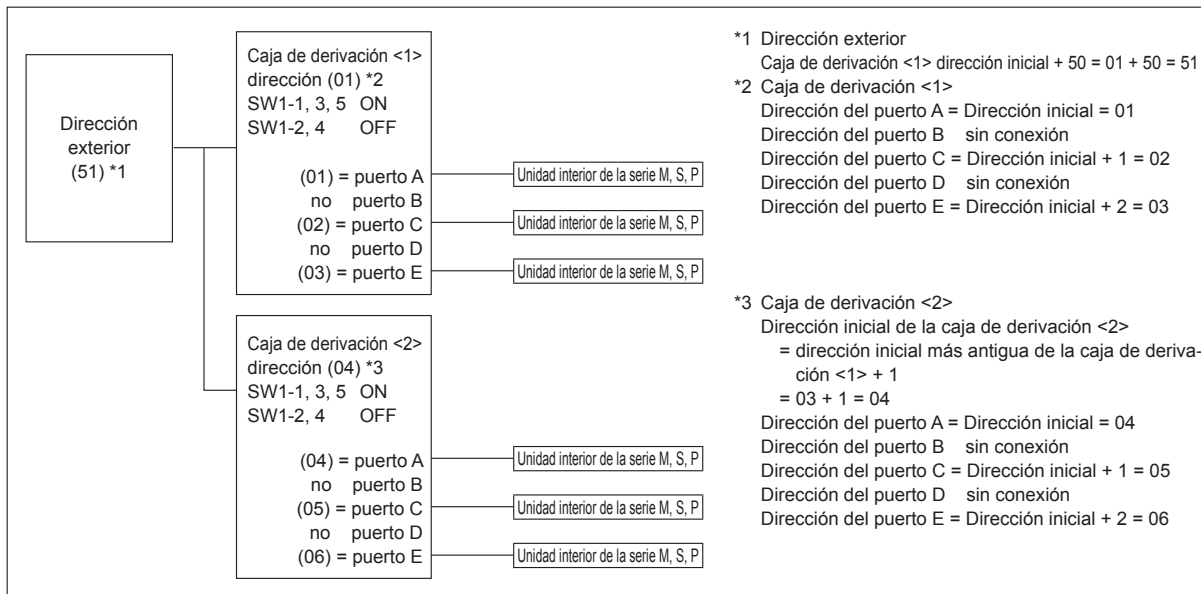 Dirección
exterior
(51) *1
Caja de derivación <1>
dirección (01) *2
SW1-1, 3, 5 ON
SW1-2, 4 OFF
(01) = puerto A
no puerto B
(02) = puerto C
no puerto D
(03) = puerto E
Unidad interior de la serie M, S, P
Unidad interior de la serie M, S, P
Unidad interior de la serie M, S, P
Caja de derivación <2>
dirección (04) *3
SW1-1, 3, 5 ON
SW1-2, 4 OFF
(04) = puerto A
no puerto B
(05) = puerto C
no puerto D
(06) = puerto E
Unidad interior de la serie M, S, P
Unidad interior de la serie M, S, P
Unidad interior de la serie M, S, P
*1 Dirección exterior
Caja de derivación <1> dirección inicial + 50 = 01 + 50 = 51
*2 Caja de derivación <1>
Dirección del puerto A = Dirección inicial = 01
Dirección del puerto B sin conexión
Dirección del puerto C = Dirección inicial + 1 = 02
Dirección del puerto D sin conexión
Dirección del puerto E = Dirección inicial + 2 = 03
*3 Caja de derivación <2>
Dirección inicial de la caja de derivación <2>
= dirección inicial más antigua de la caja de deriva-
ción <1> + 1
= 03 + 1 = 04
Dirección del puerto A = Dirección inicial = 04
Dirección del puerto B sin conexión
Dirección del puerto C = Dirección inicial + 1 = 05
Dirección del puerto D sin conexión
Dirección del puerto E = Dirección inicial + 2 = 06